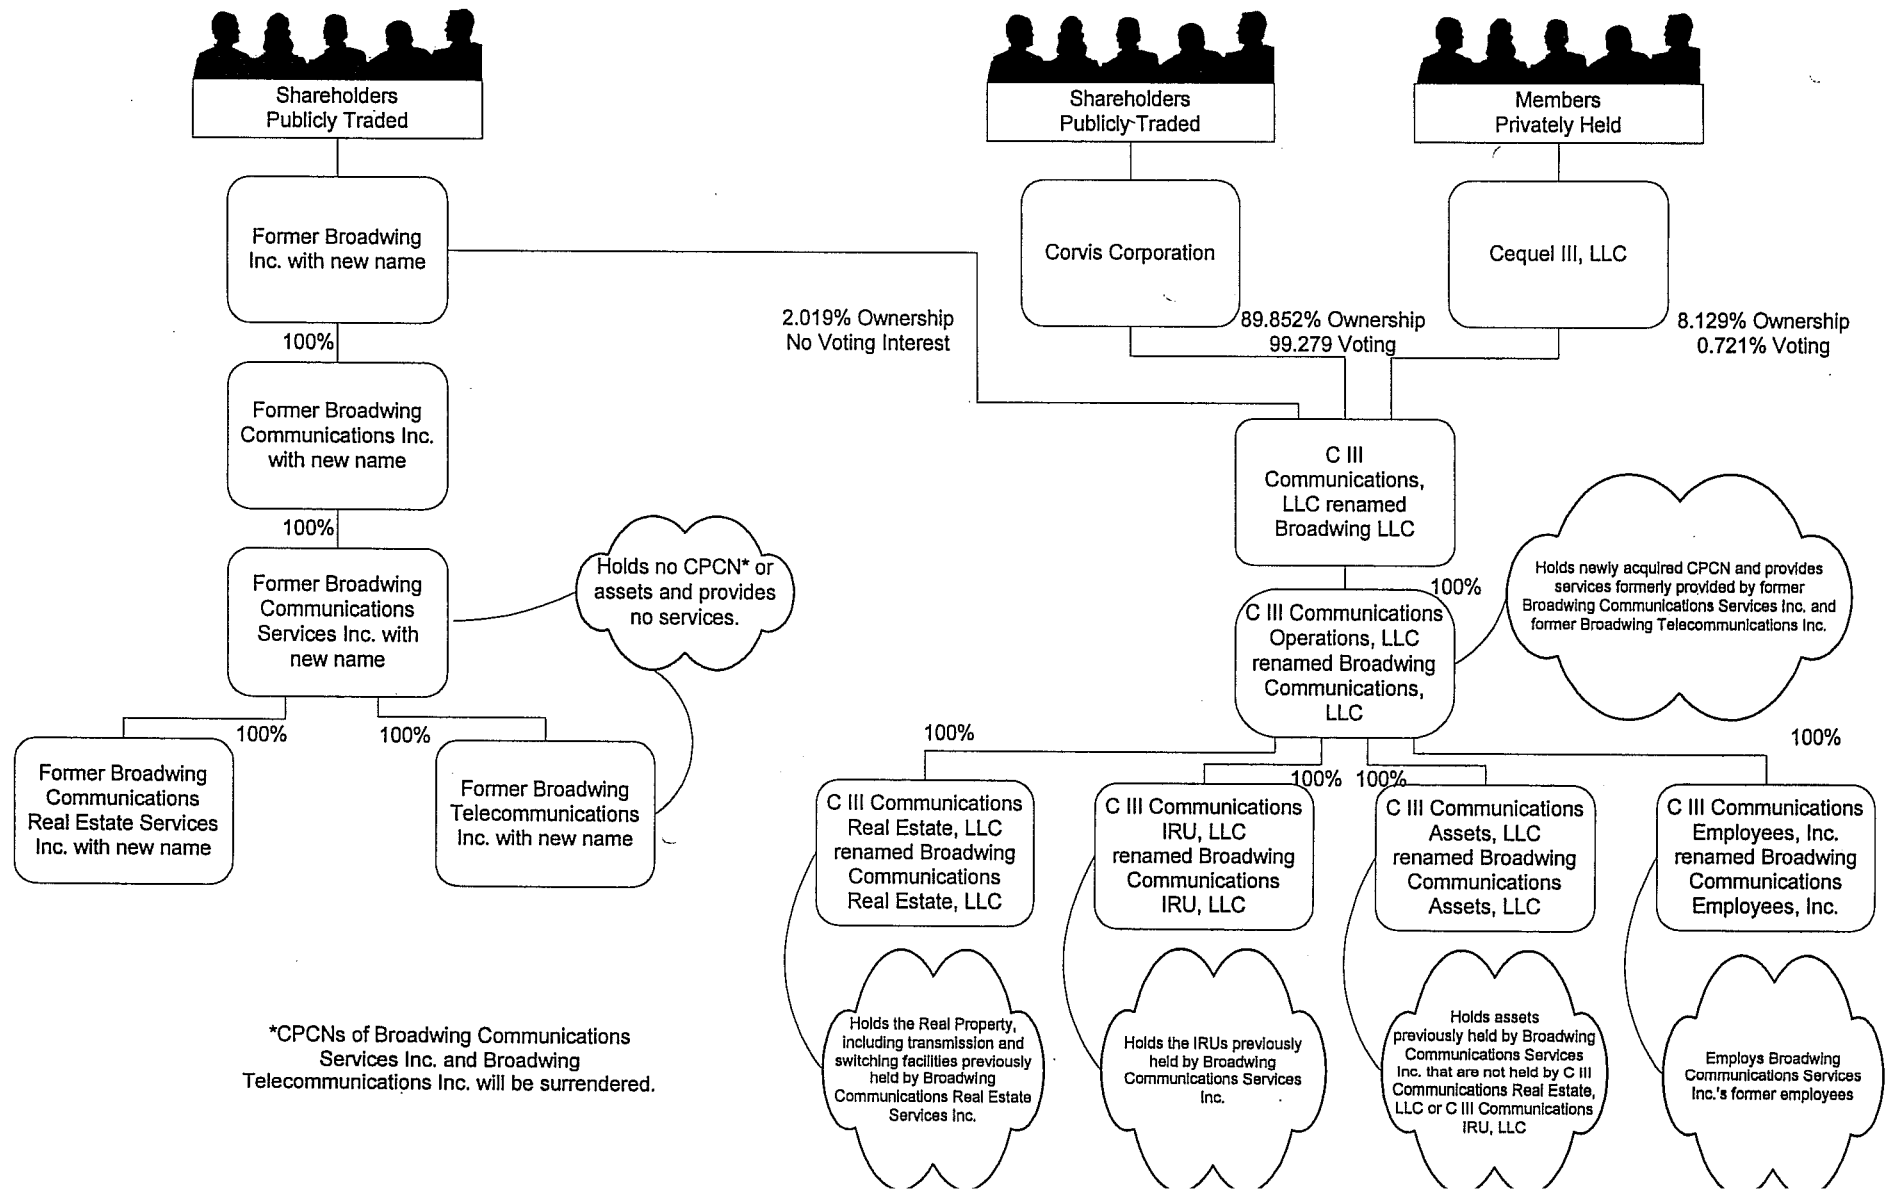 Shareholders
Publicly Traded
Shareholders
Publicly Traded
Members
Privately Held
Former Broadwing
Inc. with new name
Corvis Corporation
Cequel III, LLC
2.019% Ownership
No Voting Interest
89.852% Ownership
99.279 Voting
8.129% Ownership
0.721% Voting
100%
Former Broadwing
Communications Inc.
with new name
100%
C III
Communications,
LLC renamed
Broadwing LLC
Former Broadwing
Communications
Services Inc. with
new name
Holds no CPCN* or
assets and provides
no services.
100%
C III Communications
Operations, LLC
renamed Broadwing
Communications,
LLC
Holds newly acquired CPCN and provides
services formerly provided by former
Broadwing Communications Services Inc. and
former Broadwing Telecommunications Inc.
100%
100%
Former Broadwing
Communications
Real Estate Services
Inc. with new name
Former Broadwing
Telecommunications
Inc. with new name
100%
100%
100%
100%
C III Communications
Real Estate, LLC
renamed Broadwing
Communications
Real Estate, LLC
C III Communications
IRU, LLC
renamed Broadwing
Communications
IRU, LLC
C III Communications
Assets, LLC
renamed Broadwing
Communications
Assets, LLC
C III Communications
Employees, Inc.
renamed Broadwing
Communications
Employees, Inc.
*CPCNs of Broadwing Communications
Services Inc. and Broadwing
Telecommunications Inc. will be surrendered.
Holds the Real Property,
including transmission and
switching facilities previously
held by Broadwing
Communications Real Estate
Services Inc.
Holds the IRUs previously
held by Broadwing
Communications Services
Inc.
Holds assets
previously held by Broadwing
Communications Services
Inc. that are not held by C III
Communications Real Estate,
LLC or C III Communications
IRU, LLC
Employs Broadwing
Communications Services
Inc.'s former employees